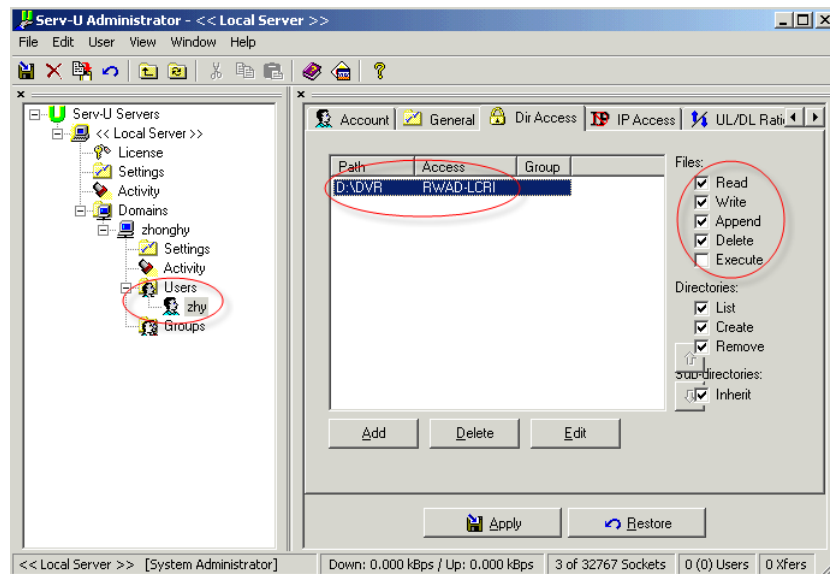 Serv-U Administrator - << Local Server >>
File Edit User View Window Help
Serv-U Servers
<< Local Server >>
License
Settings
Activity
Domains
zhonghy
Settings
Activity
Users
zhy
Groups
Account General Dir Access IP Access UL/DL Rati
Path Access Group
D:\DVR RWAD-LCRI
Files:
Read
Write
Append
Delete
Execute
Directories:
List
Create
Remove
Sub-directories:
Inherit
Add Delete Edit
Apply Restore
<< Local Server >> [System Administrator] Down: 0.000 kBps / Up: 0.000 kBps 3 of 32767 Sockets 0 (0) Users 0 Xfers